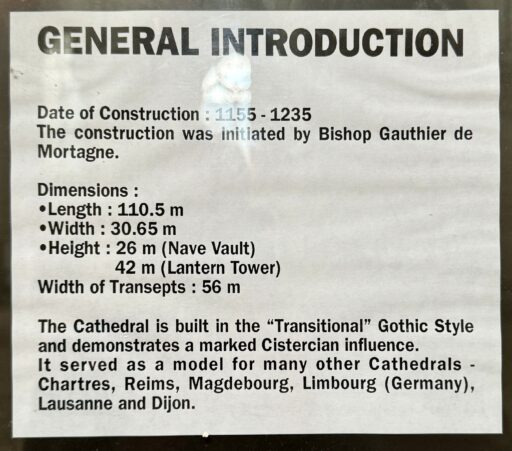 GENERAL INTRODUCTION
Date of Construction : 1155 - 1235
The construction was initiated by Bishop Gauthier de
Mortagne.
Dimensions :
•Length : 110.5 m
•Width : 30.65 m
•Height : 26 m (Nave Vault)
42 m (Lantern Tower)
Width of Transepts : 56 m
The Cathedral is built in the “Transitional” Gothic Style
and demonstrates a marked Cistercian influence.
It served as a model for many other Cathedrals -
Chartres, Reims, Magdebourg, Limbourg (Germany),
Lausanne and Dijon.